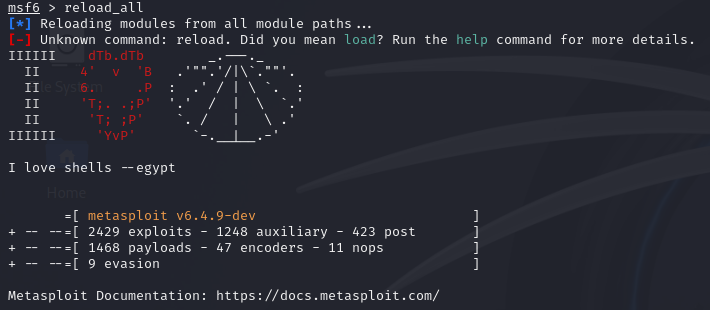 msf6 > reload_all
[*] Reloading modules from all module paths...
[-] Unknown command: reload. Did you mean load? Run the help command for more details.
IIIIII    dTb.dTb        _.---._
  II     4'  v  'B   .'"".'/|\`.""'.
  II     6.     .P  :  .' / | \ `.  :
  II     'T;. .;P'  '.'  /  |  \  `.'
  II      'T; ;P'    `. /   |   \ .'
IIIIII     'YvP'       `-.__|__.-'
I love shells --egypt
       =[ metasploit v6.4.9-dev                           ]
+ -- --=[ 2429 exploits - 1248 auxiliary - 423 post       ]
+ -- --=[ 1468 payloads - 47 encoders - 11 nops           ]
+ -- --=[ 9 evasion                                       ]
Metasploit Documentation: https://docs.metasploit.com/
System
Home